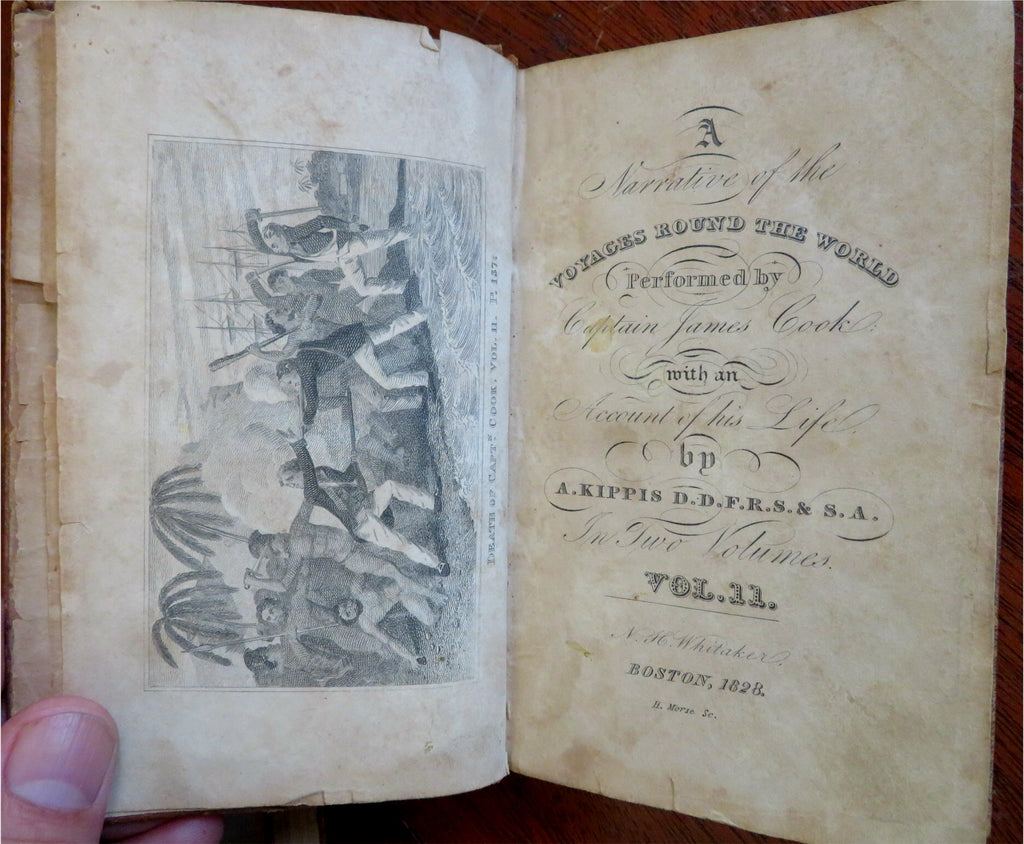 DEATH OF CAPTN. COOK. VOL. II. P. 157.
A
Narrative of the
VOYAGES ROUND THE WORLD
Performed by
Captain James Cook:
with an
Account of his Life.
by
A. KIPPIS D.D.F.R.S. & S.A.
In Two Volumes.
VOL. II.
N. H. Whitaker,
BOSTON, 1828.
H. Morse Sc.